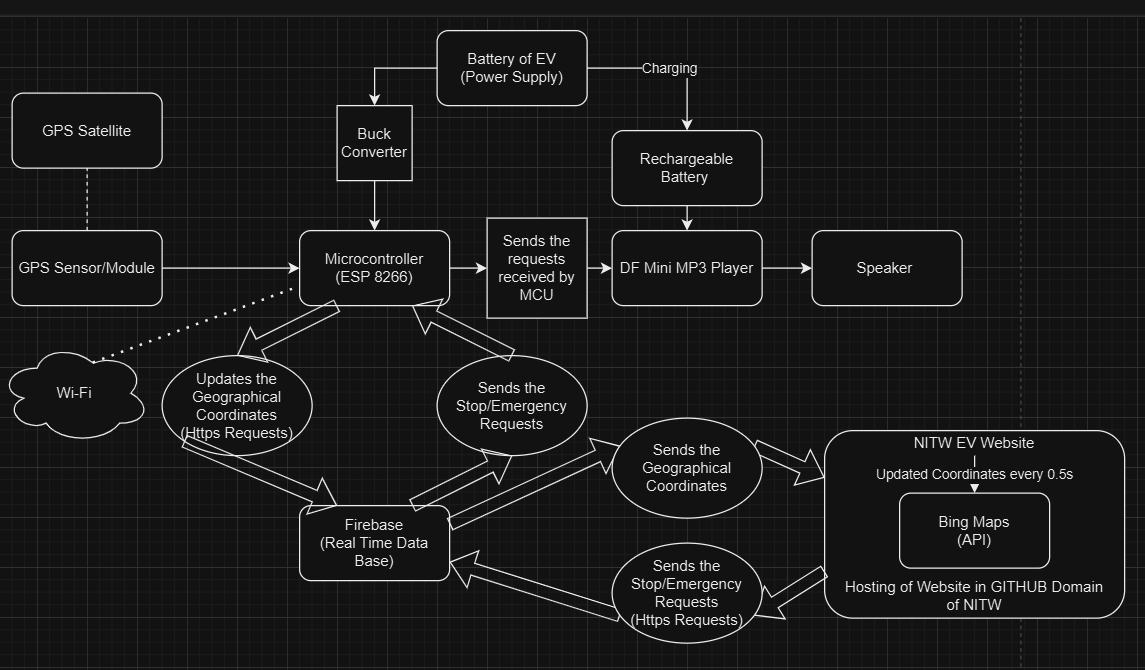 Battery of EV
(Power Supply)
Charging
GPS Satellite
Buck
Converter
Rechargeable
Battery
GPS Sensor/Module
Microcontroller
(ESP 8266)
Sends the
requests
received by
MCU
DF Mini MP3 Player
Speaker
Wi-Fi
Updates the
Geographical
Coordinates
(Https Requests)
Sends the
Stop/Emergency
Requests
Sends the
Geographical
Coordinates
NITW EV Website
Updated Coordinates every 0.5s
Bing Maps
(API)
Hosting of Website in GITHUB Domain
of NITW
Firebase
(Real Time Data
Base)
Sends the
Stop/Emergency
Requests
(Https Requests)